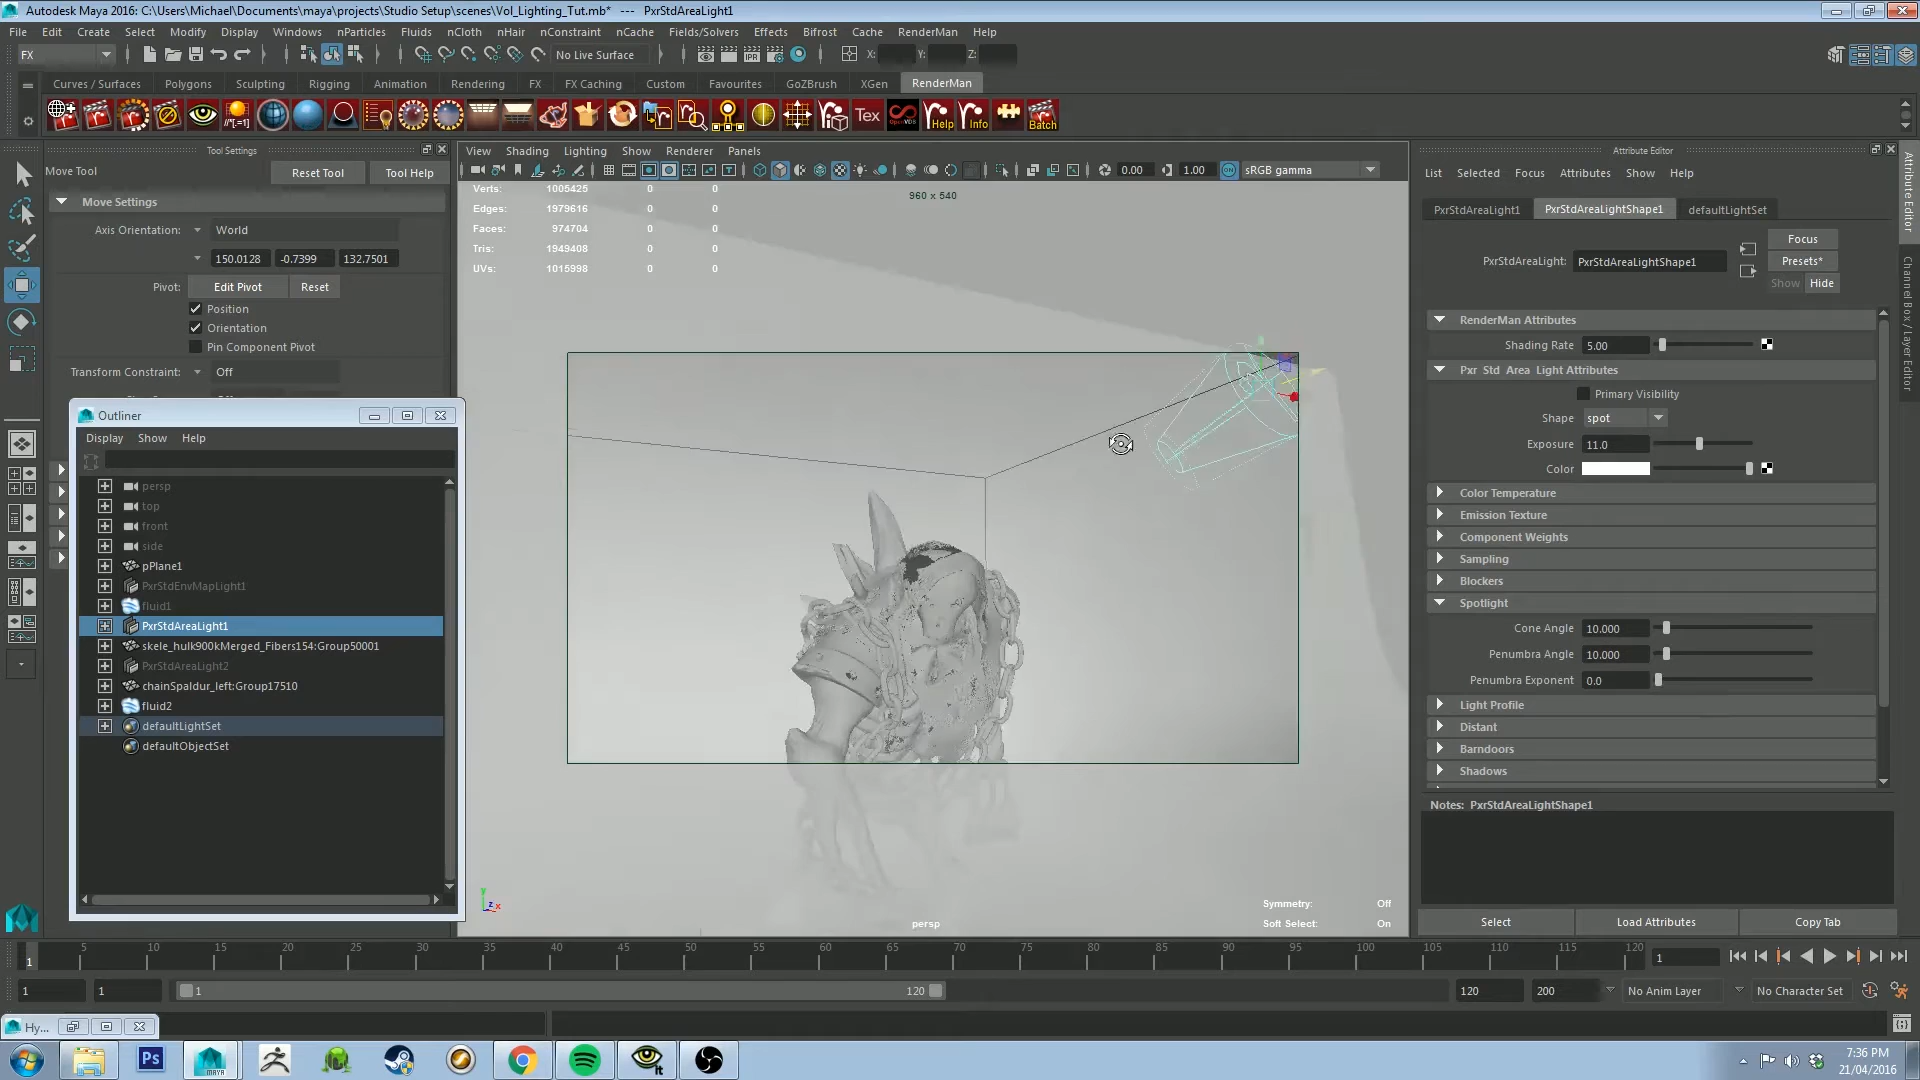 Autodesk Maya 2016: C:\Users\Michael\Documents\maya\projects\Studio Setup\scenes\Vol_Lighting_Tut.mb*   ---   PxrStdAreaLight1
File Edit Create Select Modify Display Windows nParticles Fluids nCloth nHair nConstraint nCache Fields/Solvers Effects Bifrost Cache RenderMan Help
FX No Live Surface X: Y: Z:
Curves / Surfaces Polygons Sculpting Rigging Animation Rendering FX FX Caching Custom Favourites GoZBrush XGen RenderMan
Tex Help Info Batch
Tool Settings
Move Tool Reset Tool Tool Help
Move Settings
Axis Orientation: World
150.0128 -0.7399 132.7501
Pivot: Edit Pivot Reset
Position
Orientation
Pin Component Pivot
Transform Constraint: Off
Outliner
Display Show Help
persp
top
front
side
pPlane1
PxrStdEnvMapLight1
fluid1
PxrStdAreaLight1
skele_hulk900kMerged_Fibers154:Group50001
PxrStdAreaLight2
chainSpaldur_left:Group17510
fluid2
defaultLightSet
defaultObjectSet
View Shading Lighting Show Renderer Panels
0.00 1.00 sRGB gamma
Verts: 1005425 0 0
Edges: 1979616 0 0
Faces: 974704 0 0
Tris: 1949408 0 0
UVs: 1015998 0 0
960 x 540
y z x
persp
Symmetry: Off
Soft Select: On
Attribute Editor
List Selected Focus Attributes Show Help
PxrStdAreaLight1 PxrStdAreaLightShape1 defaultLightSet
PxrStdAreaLight: PxrStdAreaLightShape1
Focus
Presets*
Show Hide
RenderMan Attributes
Shading Rate 5.00
Pxr Std Area Light Attributes
Primary Visibility
Shape spot
Exposure 11.0
Color
Color Temperature
Emission Texture
Component Weights
Sampling
Blockers
Spotlight
Cone Angle 10.000
Penumbra Angle 10.000
Penumbra Exponent 0.0
Light Profile
Distant
Barndoors
Shadows
Notes: PxrStdAreaLightShape1
Select Load Attributes Copy Tab
Attribute Editor
Channel Box / Layer Editor
5 10 15 20 25 30 35 40 45 50 55 60 65 70 75 80 85 90 95 100 105 110 115 120
1 1
1 1 1 120 120 200 No Anim Layer No Character Set
Hy...
Ps MAYA it
7:36 PM
21/04/2016